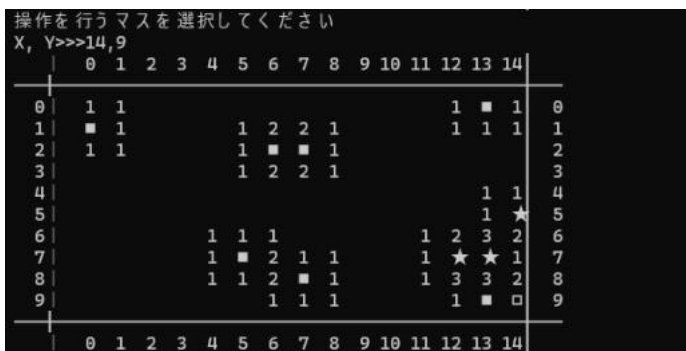 操作を行うマスを選択してください
X, Y>>>14,9
0 1 2 3 4 5 6 7 8 9 10 11 12 13 14
0 1 1 1 ■ 1 0
1 ■ 1 1 2 2 1 1 1 1 1
2 1 1 1 ■ ■ 1 2
3 1 2 2 1 3
4 1 1 4
5 1 ★ 5
6 1 1 1 1 2 3 2 6
7 1 ■ 2 1 1 1 ★ ★ 1 7
8 1 1 2 ■ 1 1 3 3 2 8
9 1 1 1 1 ■ □ 9
0 1 2 3 4 5 6 7 8 9 10 11 12 13 14